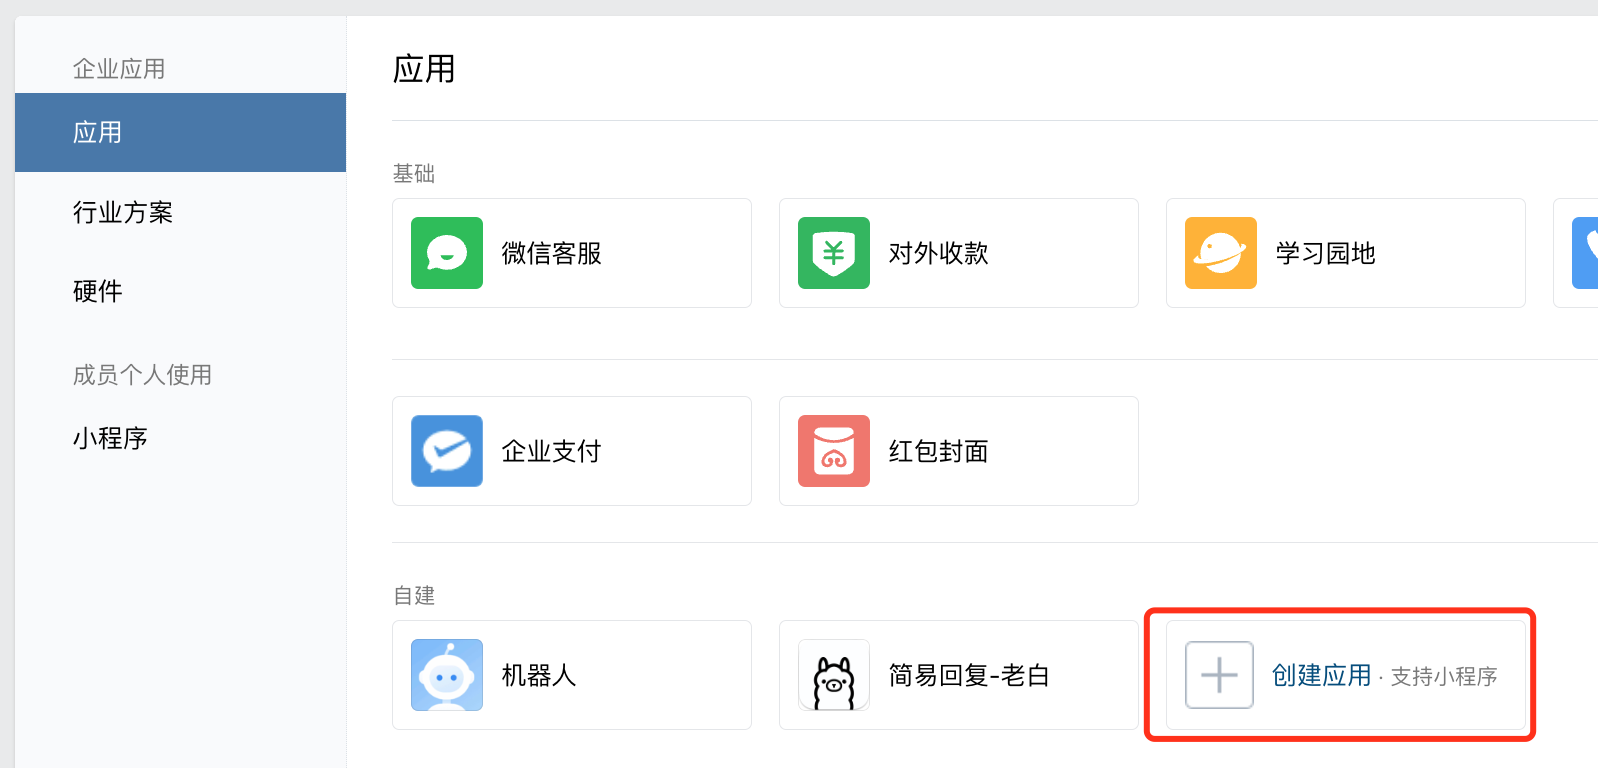 企业应用
应用
行业方案
硬件
成员个人使用
小程序
应用
基础
微信客服
对外收款
学习园地
企业支付
红包封面
自建
机器人
简易回复-老白
创建应用 · 支持小程序